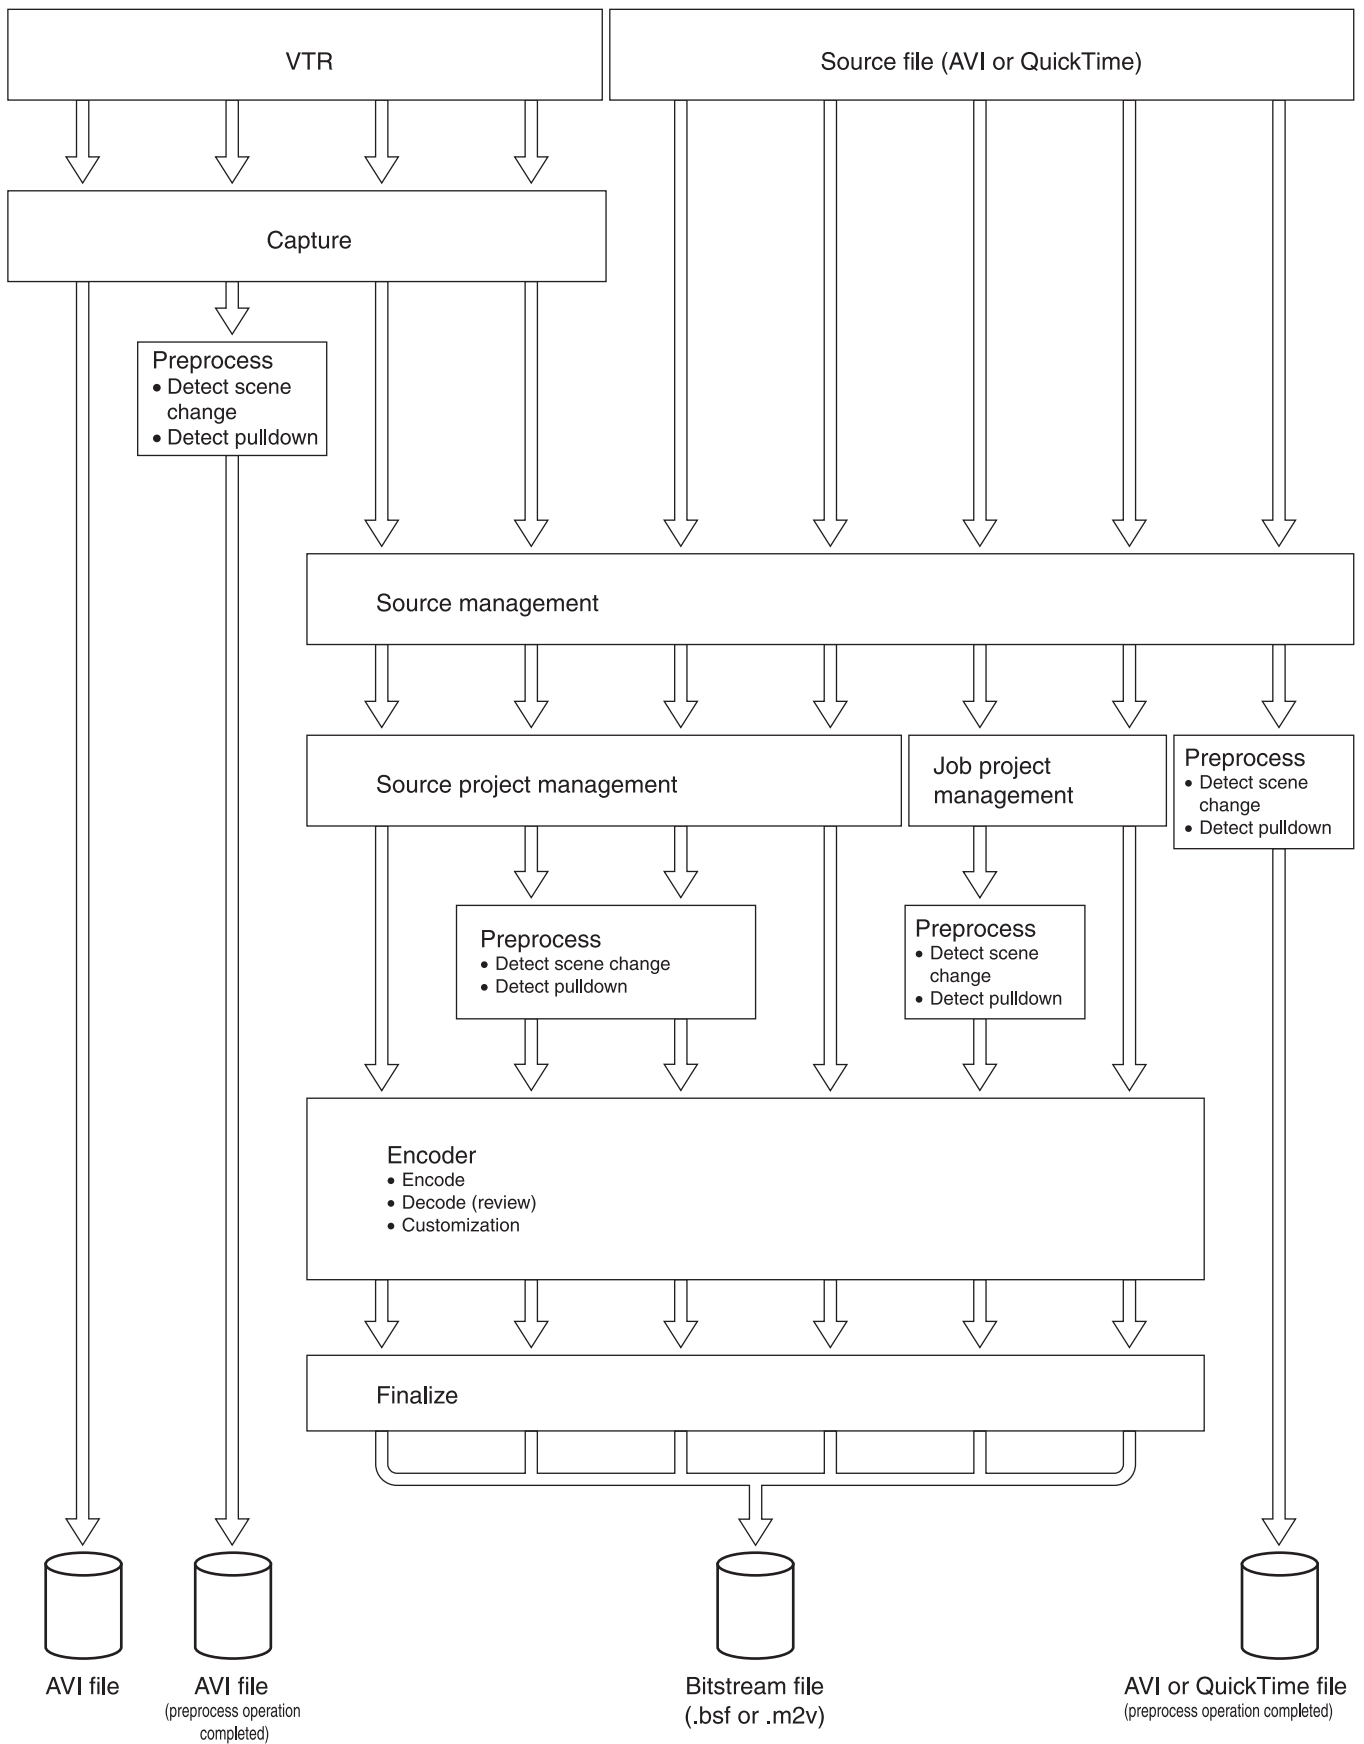 VTR
Source file (AVI or QuickTime)
Capture
Preprocess
• Detect scene
change
• Detect pulldown
Source management
Source project management
Job project
management
Preprocess
• Detect scene
change
• Detect pulldown
Preprocess
• Detect scene change
• Detect pulldown
Preprocess
• Detect scene
change
• Detect pulldown
Encoder
• Encode
• Decode (review)
• Customization
Finalize
AVI file
AVI file
(preprocess operation
completed)
Bitstream file
(.bsf or .m2v)
AVI or QuickTime file
(preprocess operation completed)